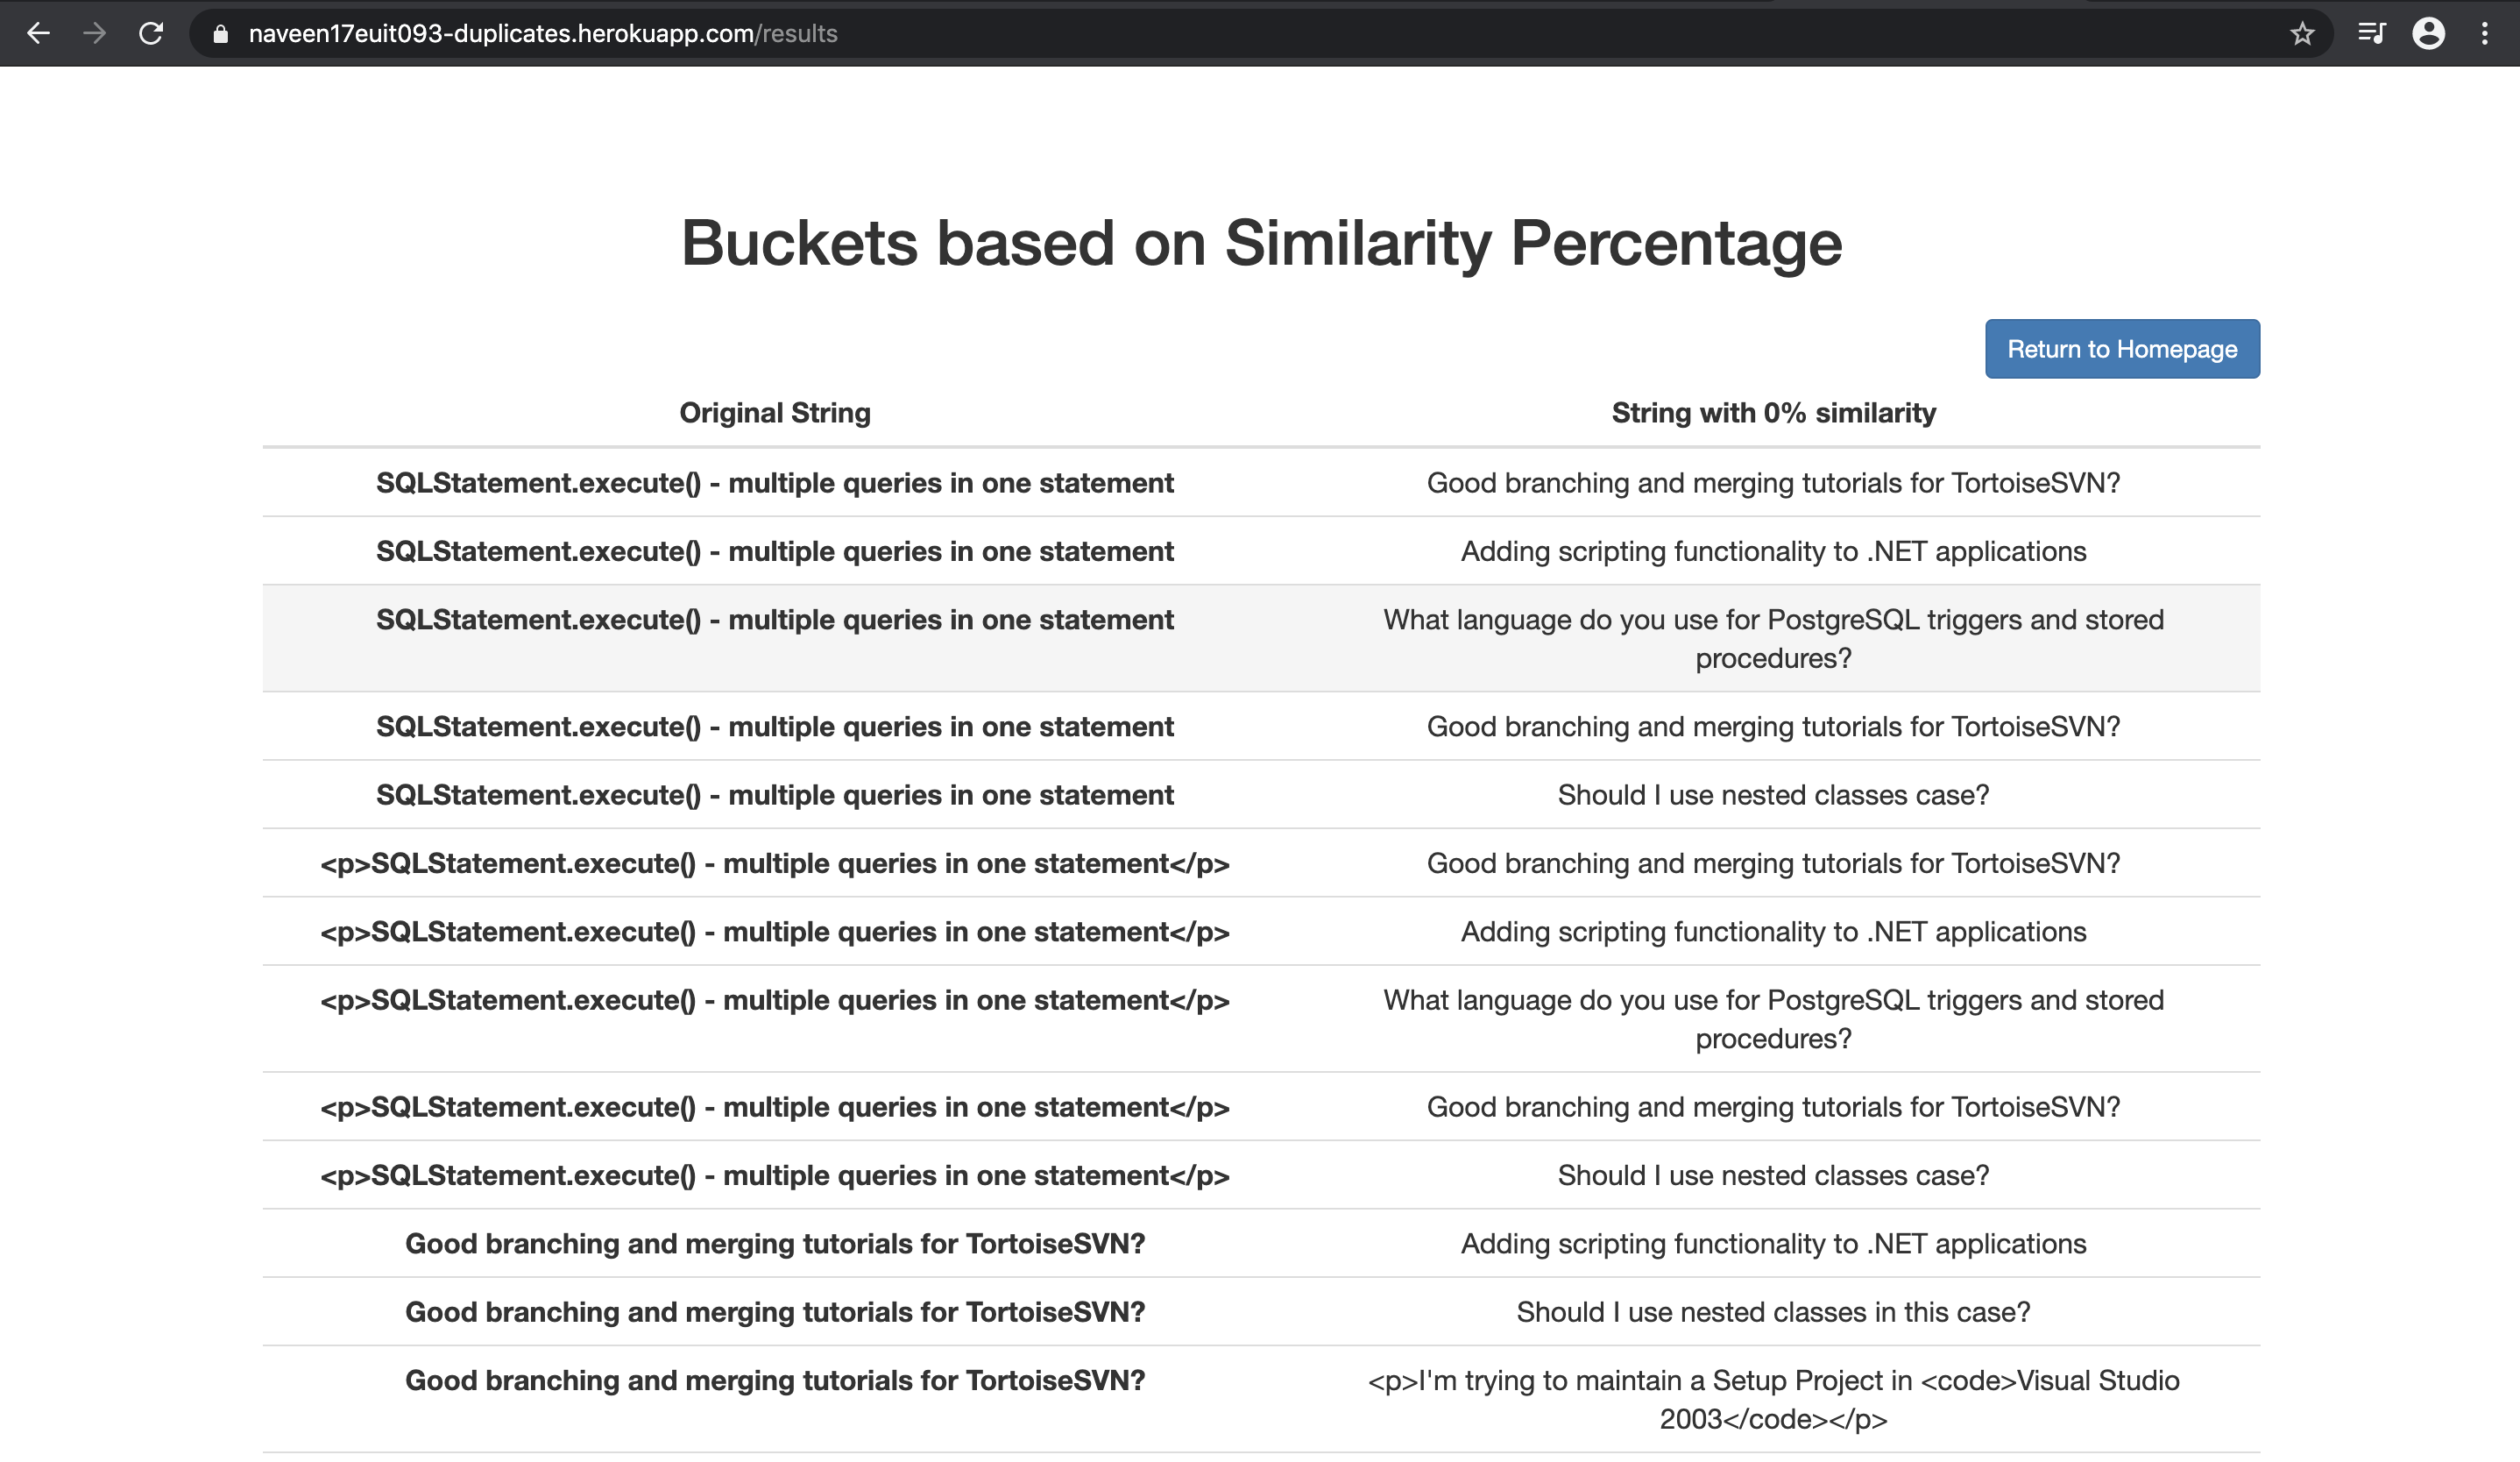 naveen17euit093-duplicates.herokuapp.com/results
Buckets based on Similarity Percentage
Return to Homepage
Original String String with 0% similarity
SQLStatement.execute() - multiple queries in one statement Good branching and merging tutorials for TortoiseSVN?
SQLStatement.execute() - multiple queries in one statement Adding scripting functionality to .NET applications
SQLStatement.execute() - multiple queries in one statement What language do you use for PostgreSQL triggers and stored
procedures?
SQLStatement.execute() - multiple queries in one statement Good branching and merging tutorials for TortoiseSVN?
SQLStatement.execute() - multiple queries in one statement Should I use nested classes case?
<p>SQLStatement.execute() - multiple queries in one statement</p> Good branching and merging tutorials for TortoiseSVN?
<p>SQLStatement.execute() - multiple queries in one statement</p> Adding scripting functionality to .NET applications
<p>SQLStatement.execute() - multiple queries in one statement</p> What language do you use for PostgreSQL triggers and stored
procedures?
<p>SQLStatement.execute() - multiple queries in one statement</p> Good branching and merging tutorials for TortoiseSVN?
<p>SQLStatement.execute() - multiple queries in one statement</p> Should I use nested classes case?
Good branching and merging tutorials for TortoiseSVN? Adding scripting functionality to .NET applications
Good branching and merging tutorials for TortoiseSVN? Should I use nested classes in this case?
Good branching and merging tutorials for TortoiseSVN? <p>I'm trying to maintain a Setup Project in <code>Visual Studio
2003</code></p>